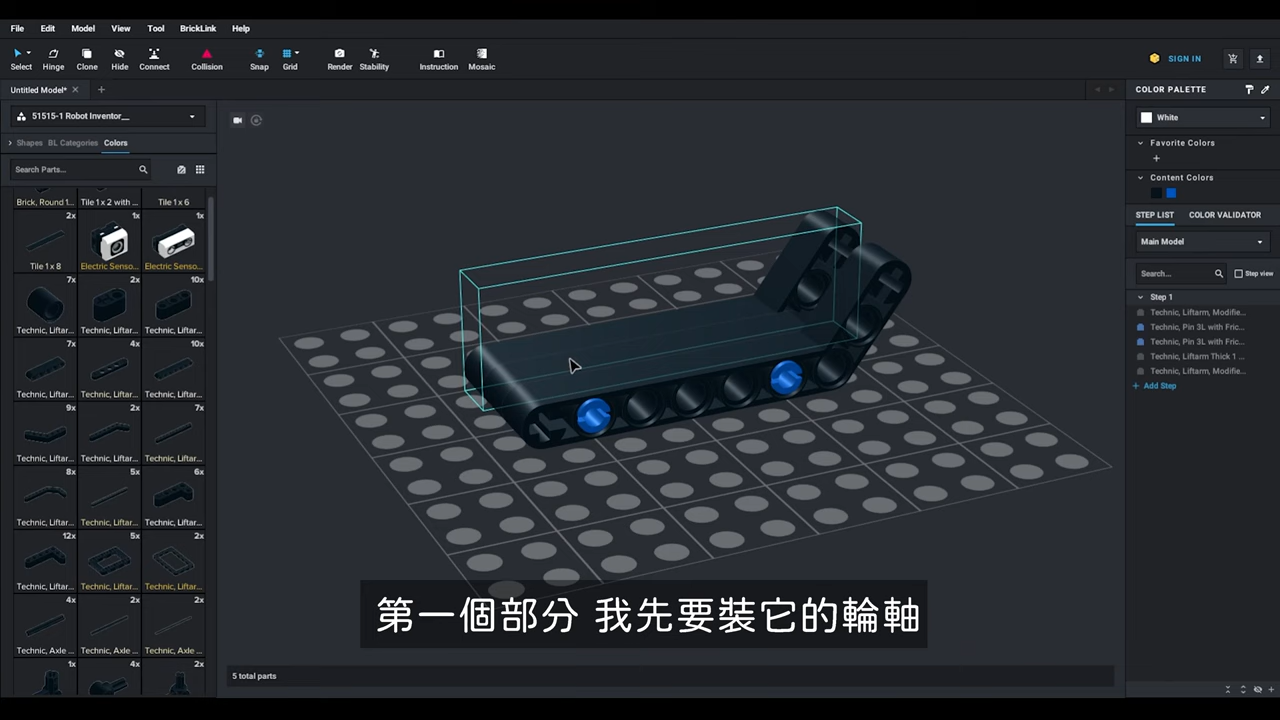 File Edit Model View Tool BrickLink Help
Select Hinge Clone Hide Connect Collision Snap Grid Render Stability Instruction Mosaic
SIGN IN
Untitled Model*
COLOR PALETTE
51515-1 Robot Inventor__
White
Shapes BL Categories Colors
Favorite Colors
Search Parts...
Content Colors
Brick, Round 1... Tile 1 x 2 with ... Tile 1 x 6
STEP LIST COLOR VALIDATOR
2x 1x 1x
Main Model
Tile 1 x 8 Electric Senso... Electric Senso...
Search... Step view
7x 2x 10x
Step 1
Technic, Liftarm, Modifie...
Technic, Pin 3L with Fric...
Technic, Liftar... Technic, Liftar... Technic, Liftar...
Technic, Pin 3L with Fric...
7x 4x 10x
Technic, Liftarm Thick 1 ...
Technic, Liftarm, Modifie...
Add Step
Technic, Liftar... Technic, Liftar... Technic, Liftar...
9x 2x 7x
Technic, Liftar... Technic, Liftar... Technic, Liftar...
8x 5x 6x
Technic, Liftar... Technic, Liftar... Technic, Liftar...
12x 5x 2x
Technic, Liftar... Technic, Liftar... Technic, Liftar...
4x 2x 2x
Technic, Liftar... Technic, Axle ... Technic, Axle ...
1x 4x 2x
第一個部分 我先要裝它的輪軸
5 total parts